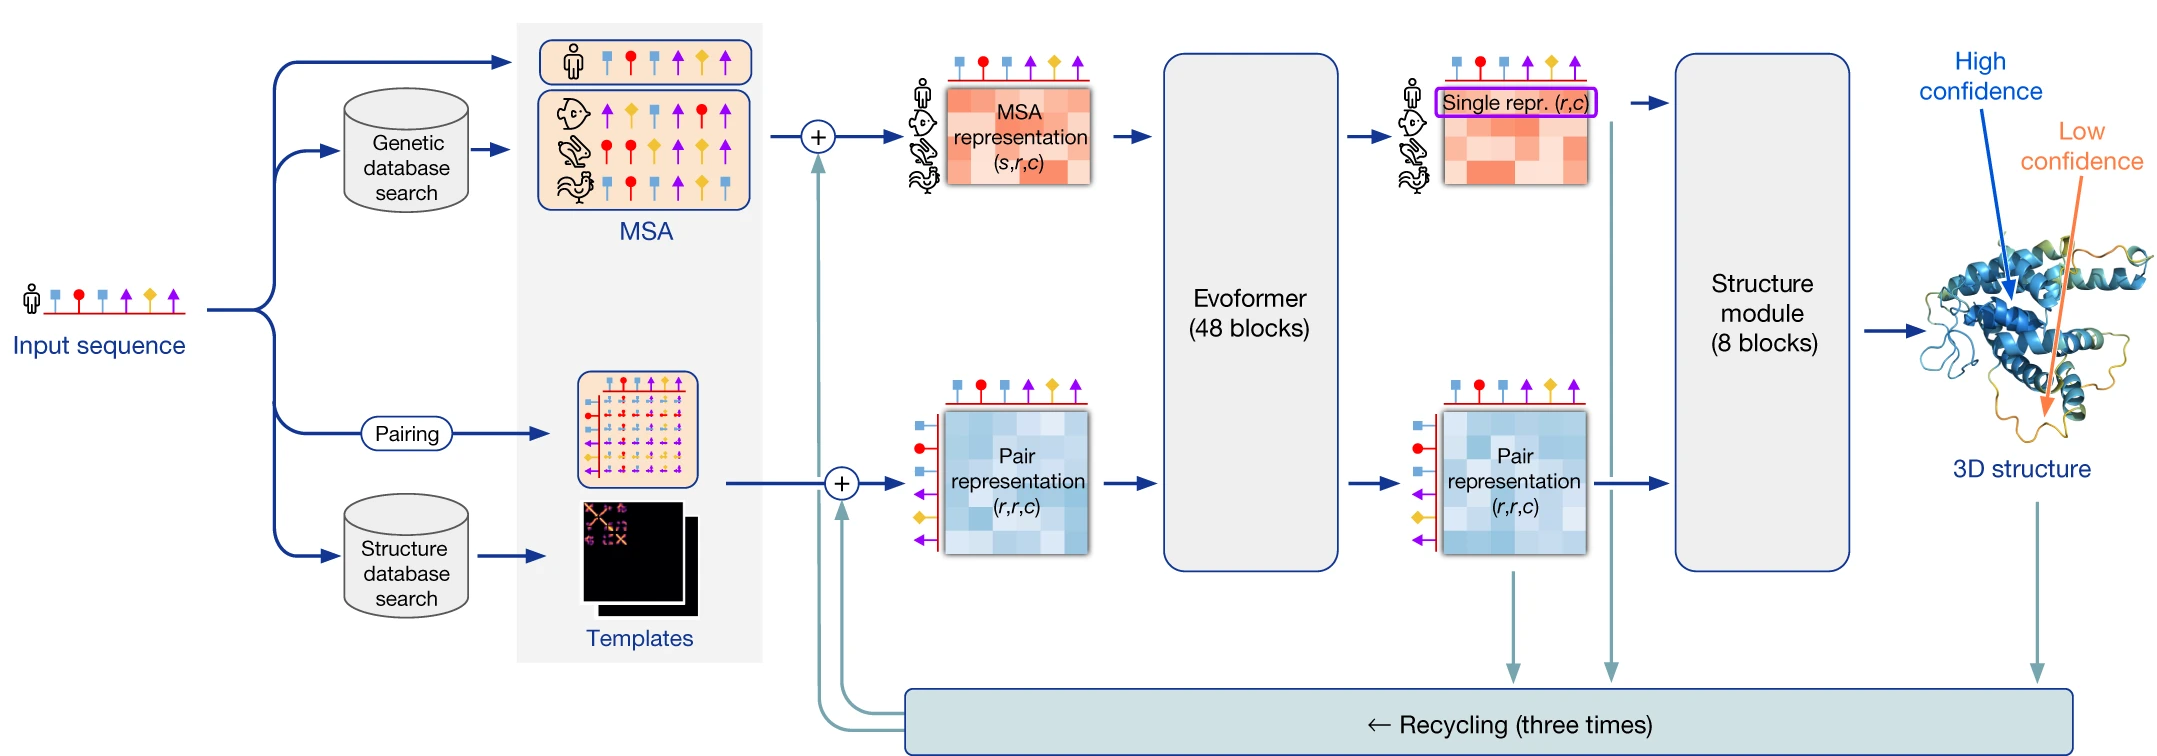 Input sequence
Genetic
database
search
Pairing
Structure
database
search
MSA
Templates
+
+
MSA
representation
(s,r,c)
Pair
representation
(r,r,c)
Evoformer
(48 blocks)
Single repr. (r,c)
Pair
representation
(r,r,c)
Structure
module
(8 blocks)
High
confidence
Low
confidence
3D structure
← Recycling (three times)